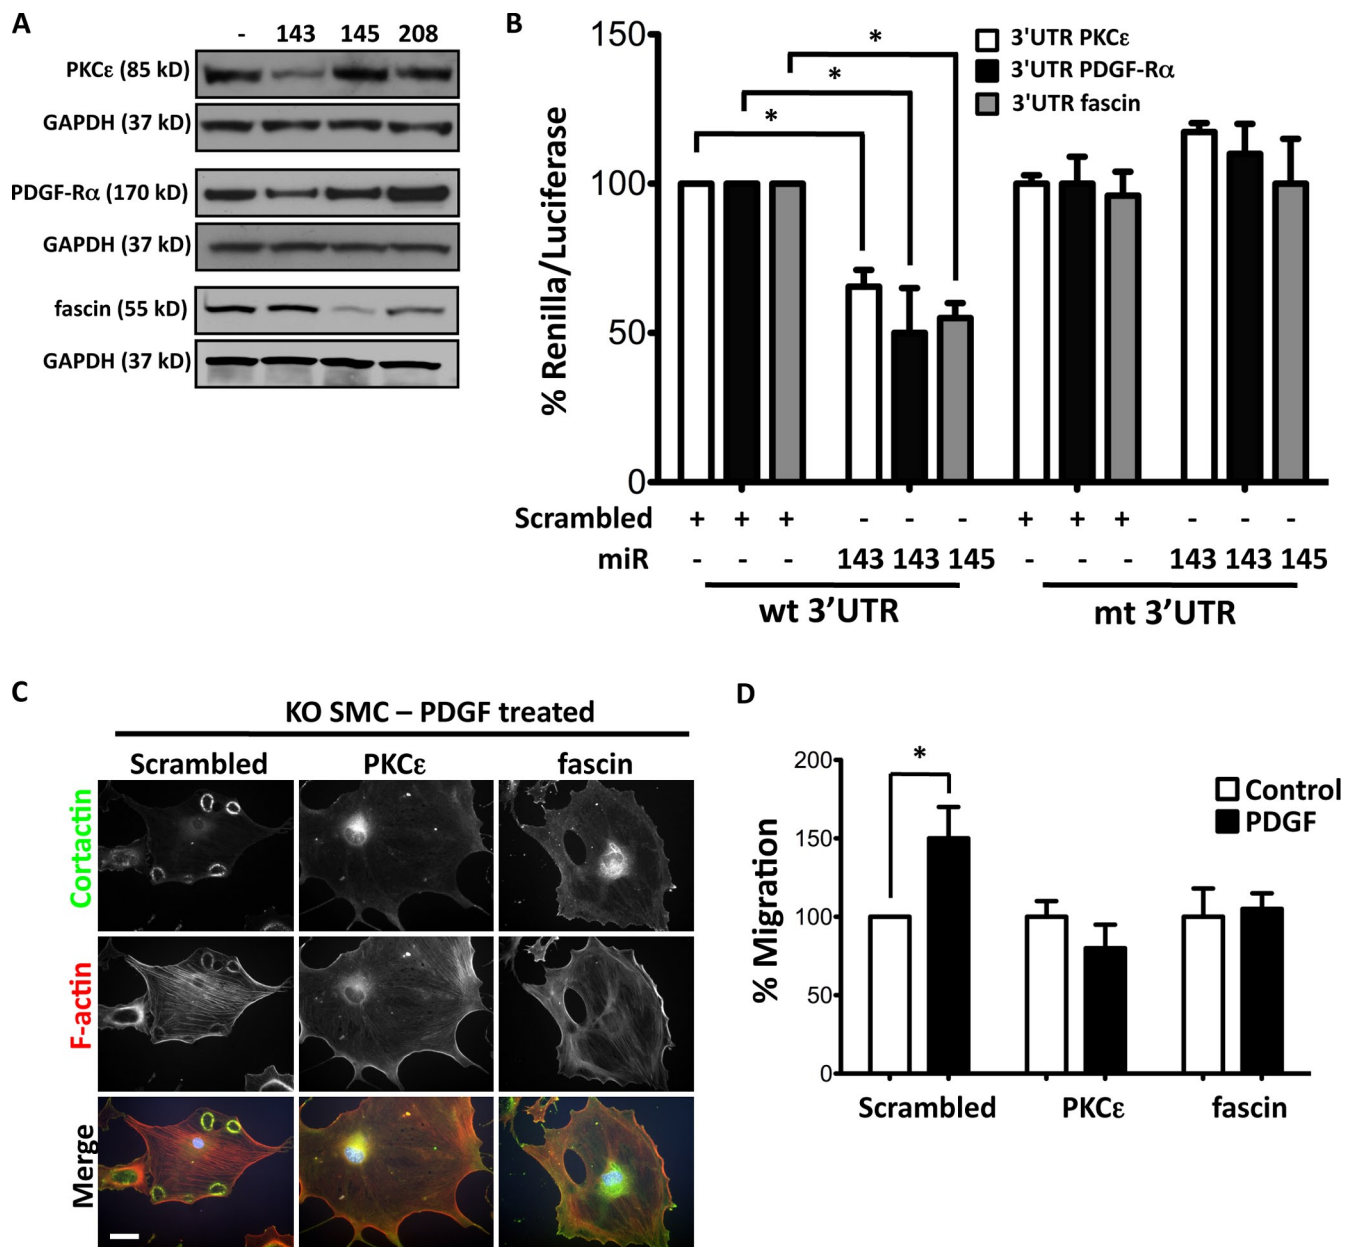 A
- 143 145 208
PKCε (85 kD)
GAPDH (37 kD)
PDGF-Rα (170 kD)
GAPDH (37 kD)
fascin (55 kD)
GAPDH (37 kD)
B
150
100
50
0
% Renilla/Luciferase
* * *
3'UTR PKCε
3'UTR PDGF-Rα
3'UTR fascin
Scrambled + + + - - - + + + - - -
miR - - - 143 143 145 - - - 143 143 145
wt 3’UTR mt 3’UTR
C
KO SMC – PDGF treated
Scrambled PKCε fascin
Cortactin
F-actin
Merge
D
200
150
100
50
0
% Migration
*
Control
PDGF
Scrambled PKCε fascin